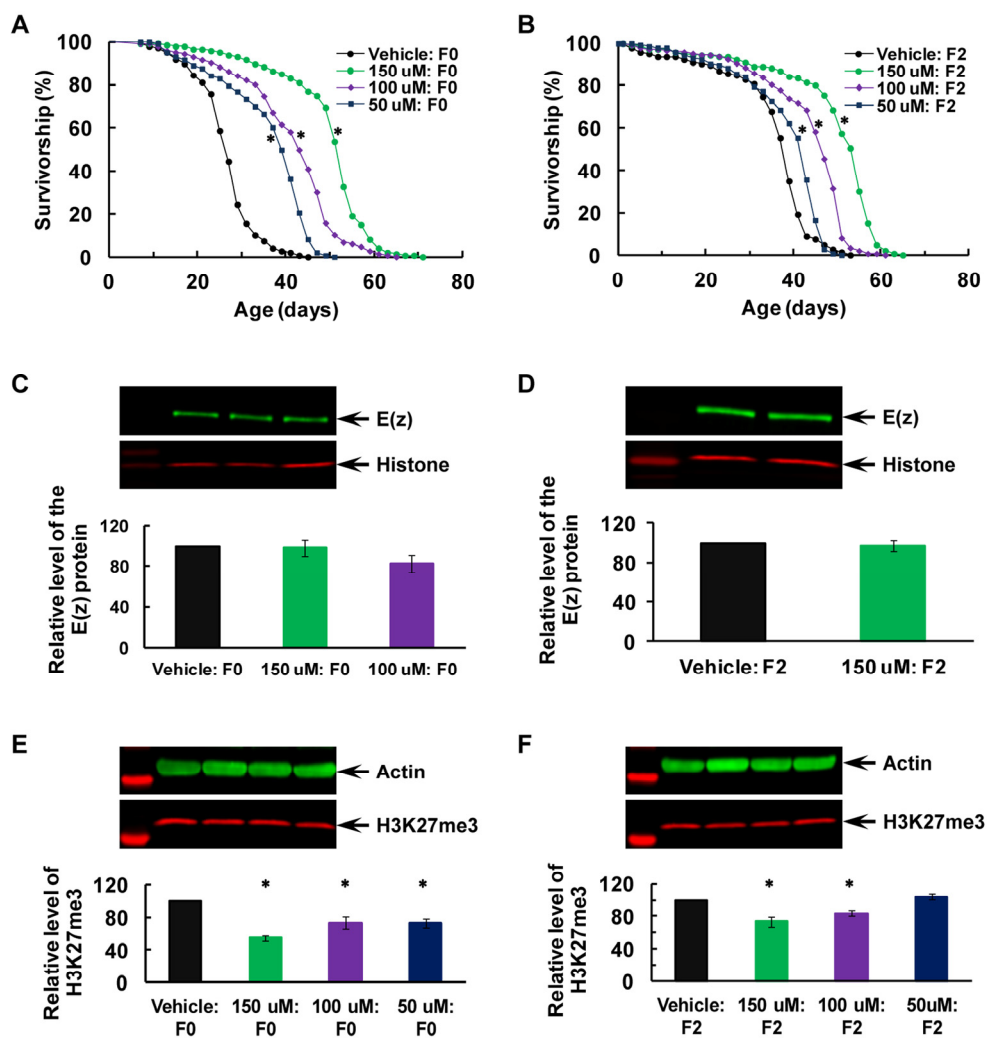 A
Vehicle: F0
150 uM: F0
100 uM: F0
50 uM: F0
*
*
*
100
80
60
40
20
0
0
20
40
60
80
Survivorship (%)
Age (days)
B
Vehicle: F2
150 uM: F2
100 uM: F2
50 uM: F2
*
*
*
100
80
60
40
20
0
0
20
40
60
80
Survivorship (%)
Age (days)
C
E(z)
Histone
Relative level of the
E(z) protein
120
80
40
0
Vehicle: F0
150 uM: F0
100 uM: F0
D
E(z)
Histone
Relative level of the
E(z) protein
120
80
40
0
Vehicle: F2
150 uM: F2
E
Actin
H3K27me3
Relative level of
H3K27me3
120
80
40
0
*
*
*
Vehicle:
F0
150 uM:
F0
100 uM:
F0
50 uM:
F0
F
Actin
H3K27me3
Relative level of
H3K27me3
120
80
40
0
*
*
Vehicle:
F2
150 uM:
F2
100 uM:
F2
50uM:
F2